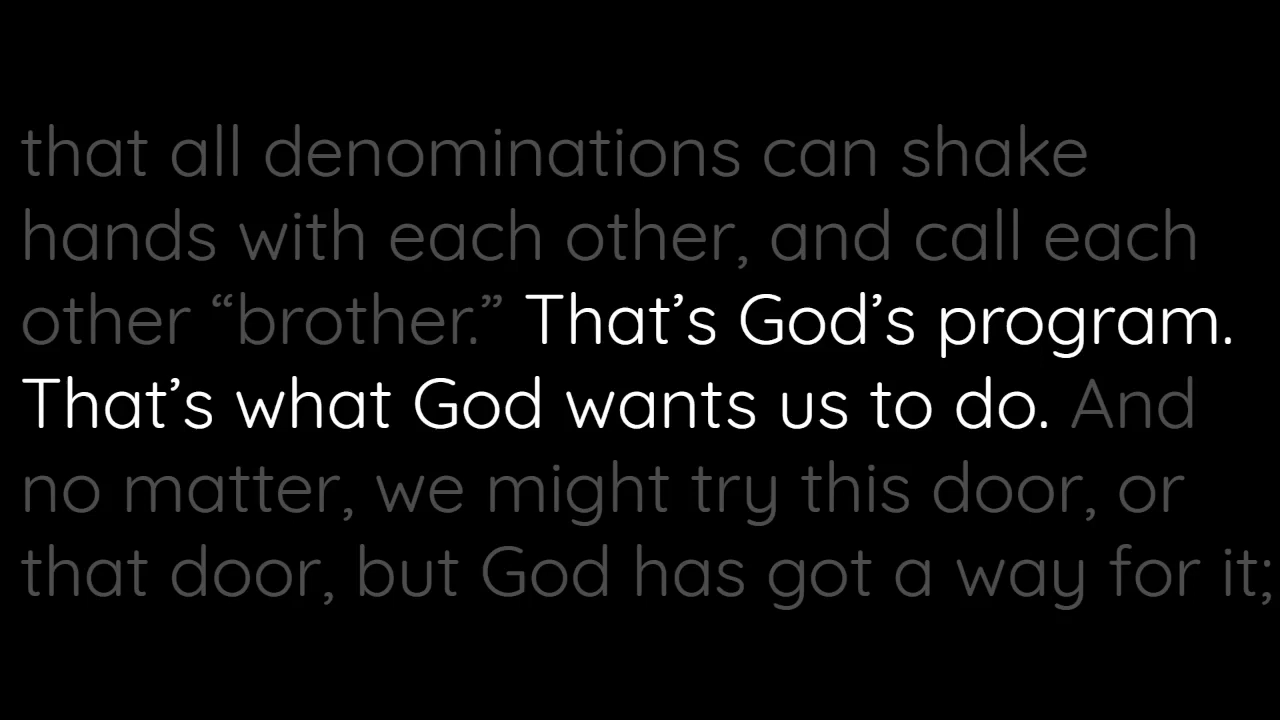 that all denominations can shake
hands with each other, and call each
other “brother.” That’s God’s program.
That’s what God wants us to do. And
no matter, we might try this door, or
that door, but God has got a way for it;